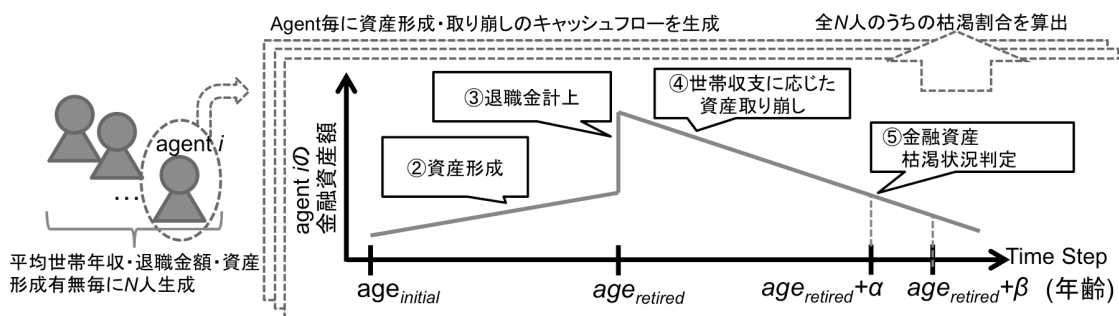 Agent毎に資産形成・取り崩しのキャッシュフローを生成
全N人のうちの枯渇割合を算出
③退職金計上
④世帯収支に応じた
資産取り崩し
agent i
②資産形成
⑤金融資産
枯渇状況判定
agent iの
金融資産額
…
平均世帯年収・退職金額・資産
形成有無毎にN人生成
Time Step
(年齢)
age_initial
age_retired
age_retired+α
age_retired+β